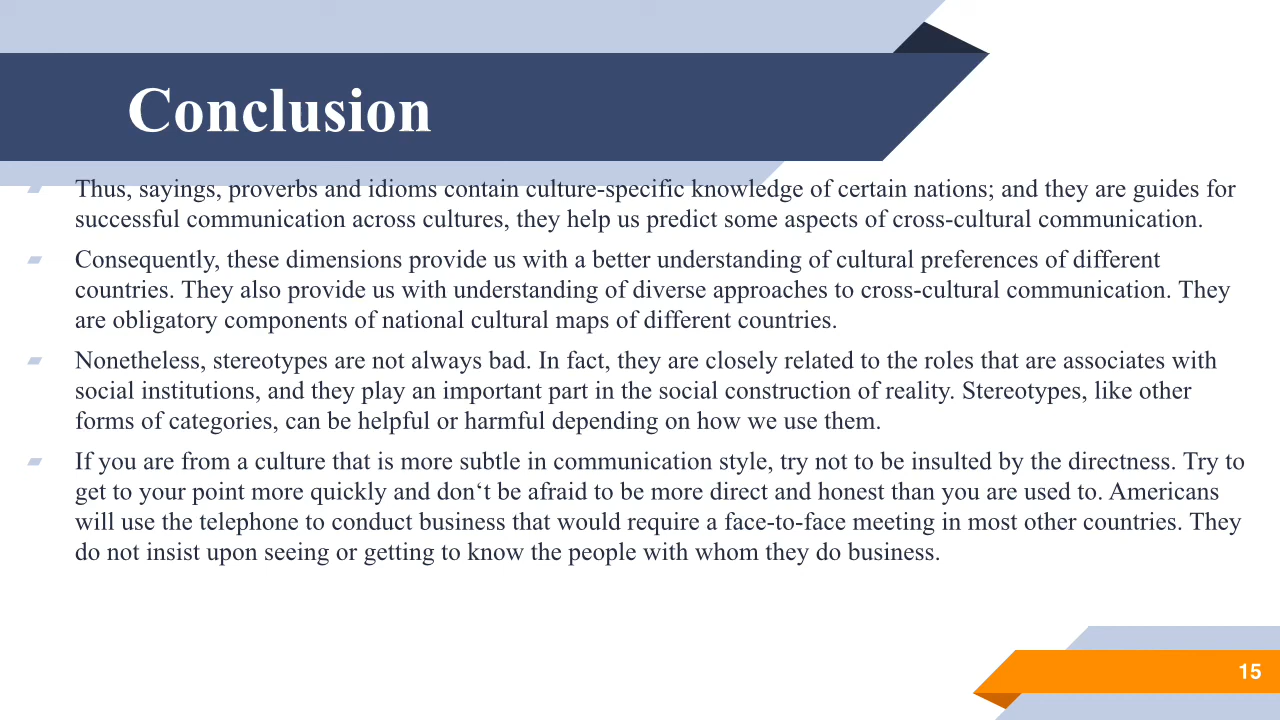 Conclusion
Thus, sayings, proverbs and idioms contain culture-specific knowledge of certain nations; and they are guides for
successful communication across cultures, they help us predict some aspects of cross-cultural communication.
Consequently, these dimensions provide us with a better understanding of cultural preferences of different
countries. They also provide us with understanding of diverse approaches to cross-cultural communication. They
are obligatory components of national cultural maps of different countries.
Nonetheless, stereotypes are not always bad. In fact, they are closely related to the roles that are associates with
social institutions, and they play an important part in the social construction of reality. Stereotypes, like other
forms of categories, can be helpful or harmful depending on how we use them.
If you are from a culture that is more subtle in communication style, try not to be insulted by the directness. Try to
get to your point more quickly and don‘t be afraid to be more direct and honest than you are used to. Americans
will use the telephone to conduct business that would require a face-to-face meeting in most other countries. They
do not insist upon seeing or getting to know the people with whom they do business.
15